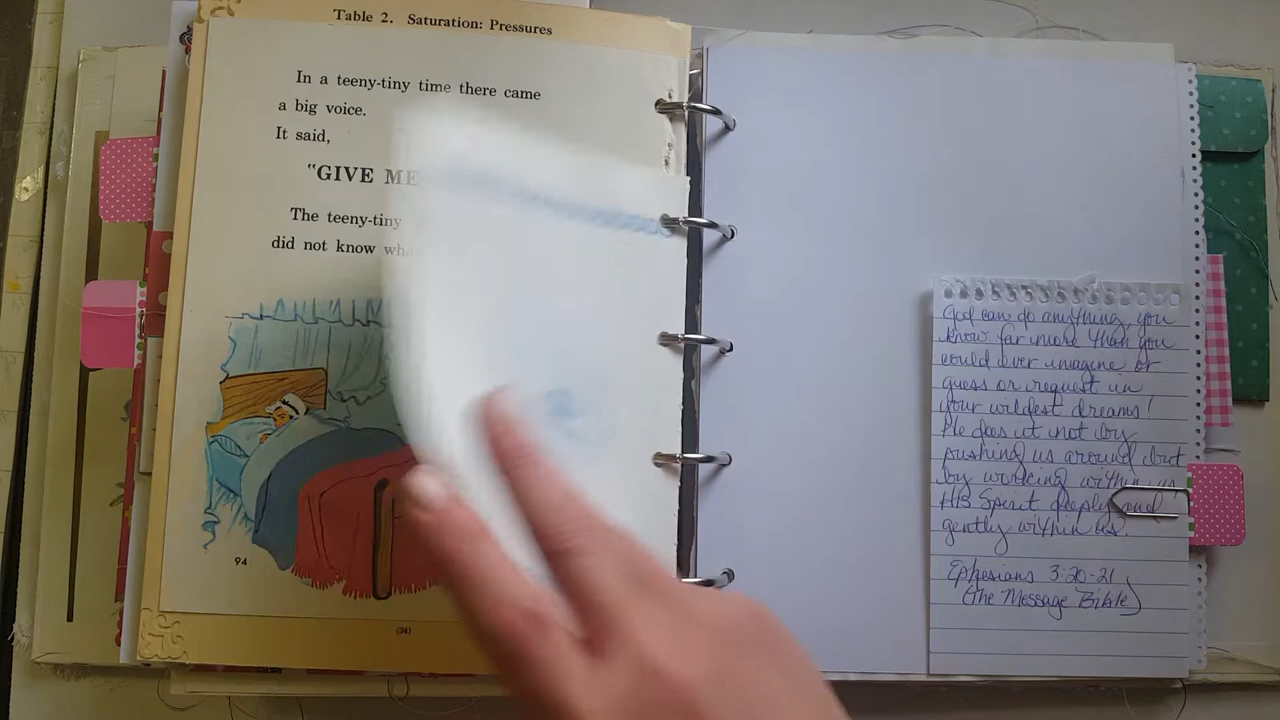 Table 2. Saturation: Pressures
In a teeny-tiny time there came
a big voice.
It said,
"GIVE ME
The teeny-tiny
did not know
94
(34)
God can do anything, you
know far more than you
could ever imagine or
guess or request in
your wildest dreams!
He does it not by
pushing us around but
by working within us
HIS Spirit deeply and
gently within us.
Ephesians 3:20-21
(The Message Bible)